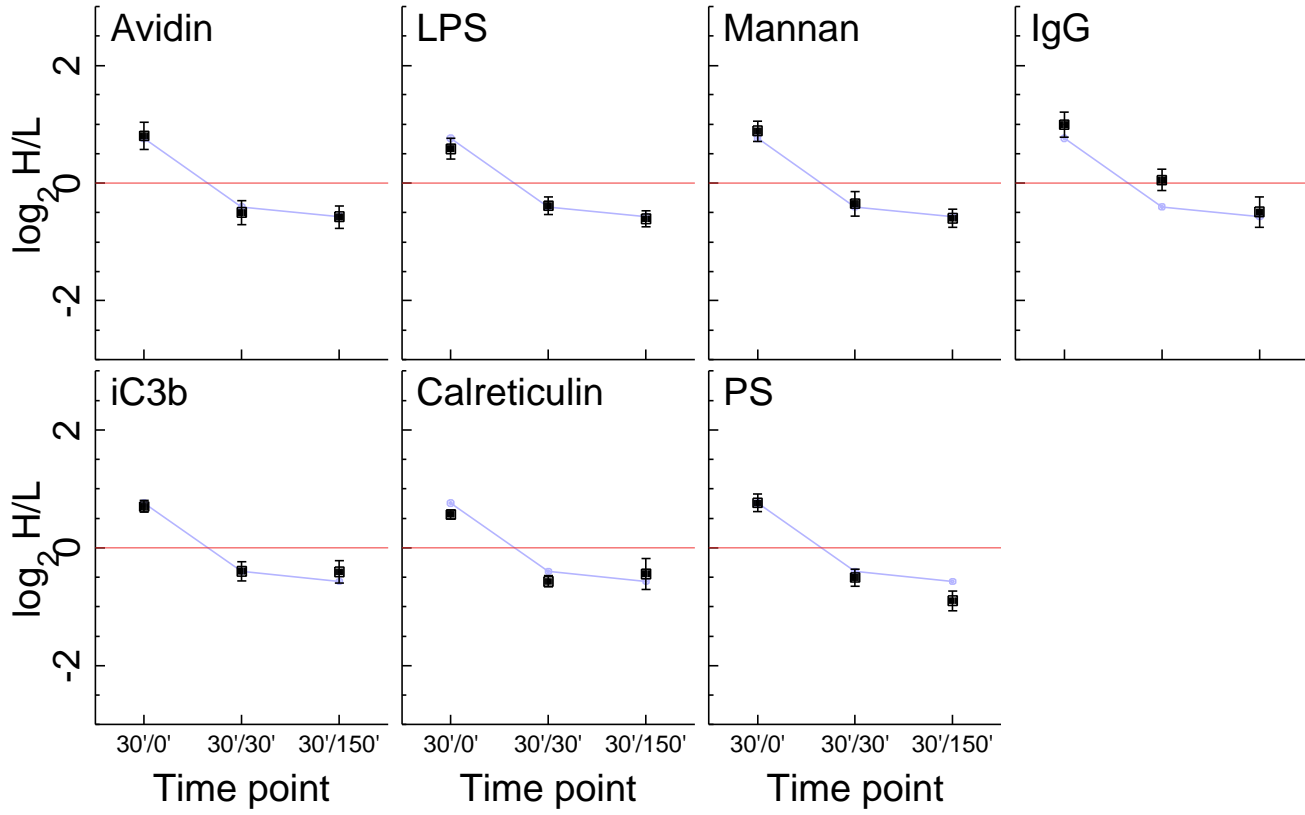 Avidin LPS Mannan IgG
2
0
-2
log2 H/L
iC3b Calreticulin PS
2
0
-2
log2 H/L
30'/0' 30'/30' 30'/150' 30'/0' 30'/30' 30'/150' 30'/0' 30'/30' 30'/150'
Time point Time point Time point